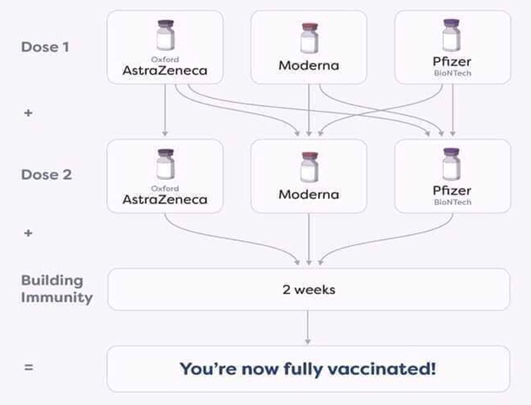 Dose 1
Oxford
AstraZeneca
Moderna
Pfizer
BioNTech
+
Dose 2
Oxford
AstraZeneca
Moderna
Pfizer
BioNTech
+
Building
Immunity
2 weeks
=
You're now fully vaccinated!